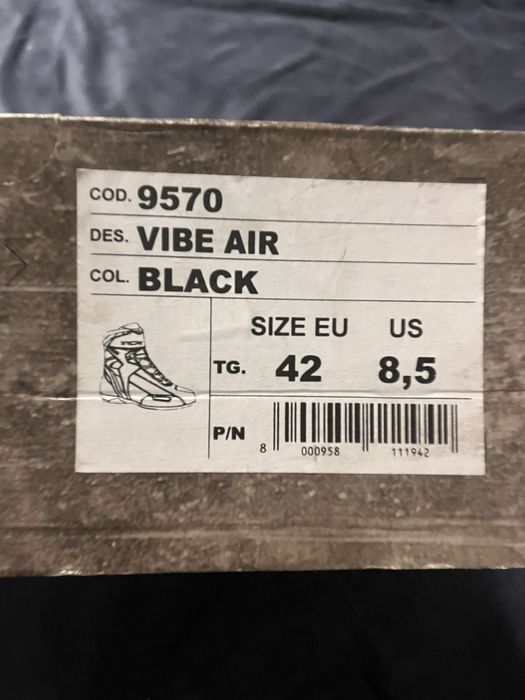 COD. 9570
DES. VIBE AIR
COL. BLACK
SIZE EU US
TG. 42 8,5
P/N
8 000958 111942